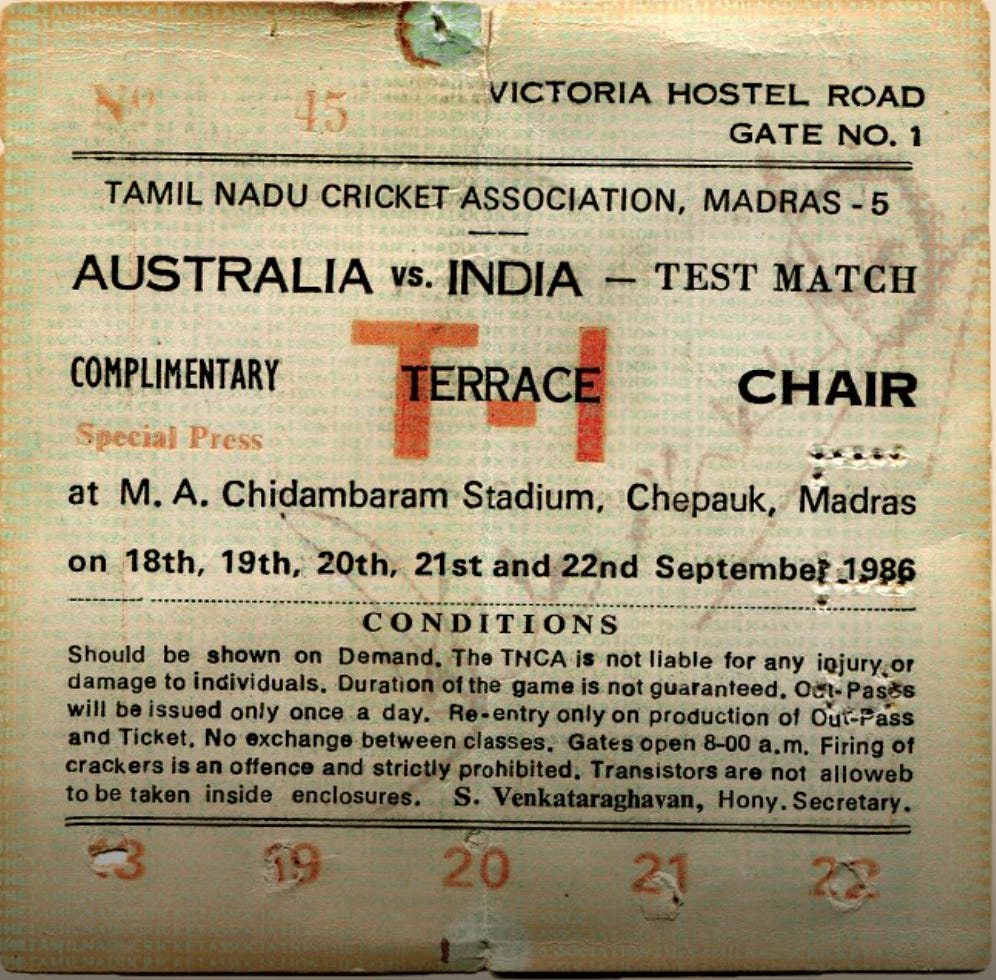 No 45
VICTORIA HOSTEL ROAD
GATE NO. 1
TAMIL NADU CRICKET ASSOCIATION, MADRAS - 5
AUSTRALIA vs. INDIA — TEST MATCH
T-1
COMPLIMENTARY TERRACE CHAIR
Special Press
at M. A. Chidambaram Stadium, Chepauk, Madras
on 18th, 19th, 20th, 21st and 22nd September 1986
CONDITIONS
Should be shown on Demand. The TNCA is not liable for any injury or
damage to individuals. Duration of the game is not guaranteed. Out-Pases
will be issued only once a day. Re-entry only on production of Out-Pass
and Ticket. No exchange between classes. Gates open 8-00 a.m. Firing of
crackers is an offence and strictly prohibited. Transistors are not alloweb
to be taken inside enclosures. S. Venkataraghavan, Hony. Secretary.
18 19 20 21 22